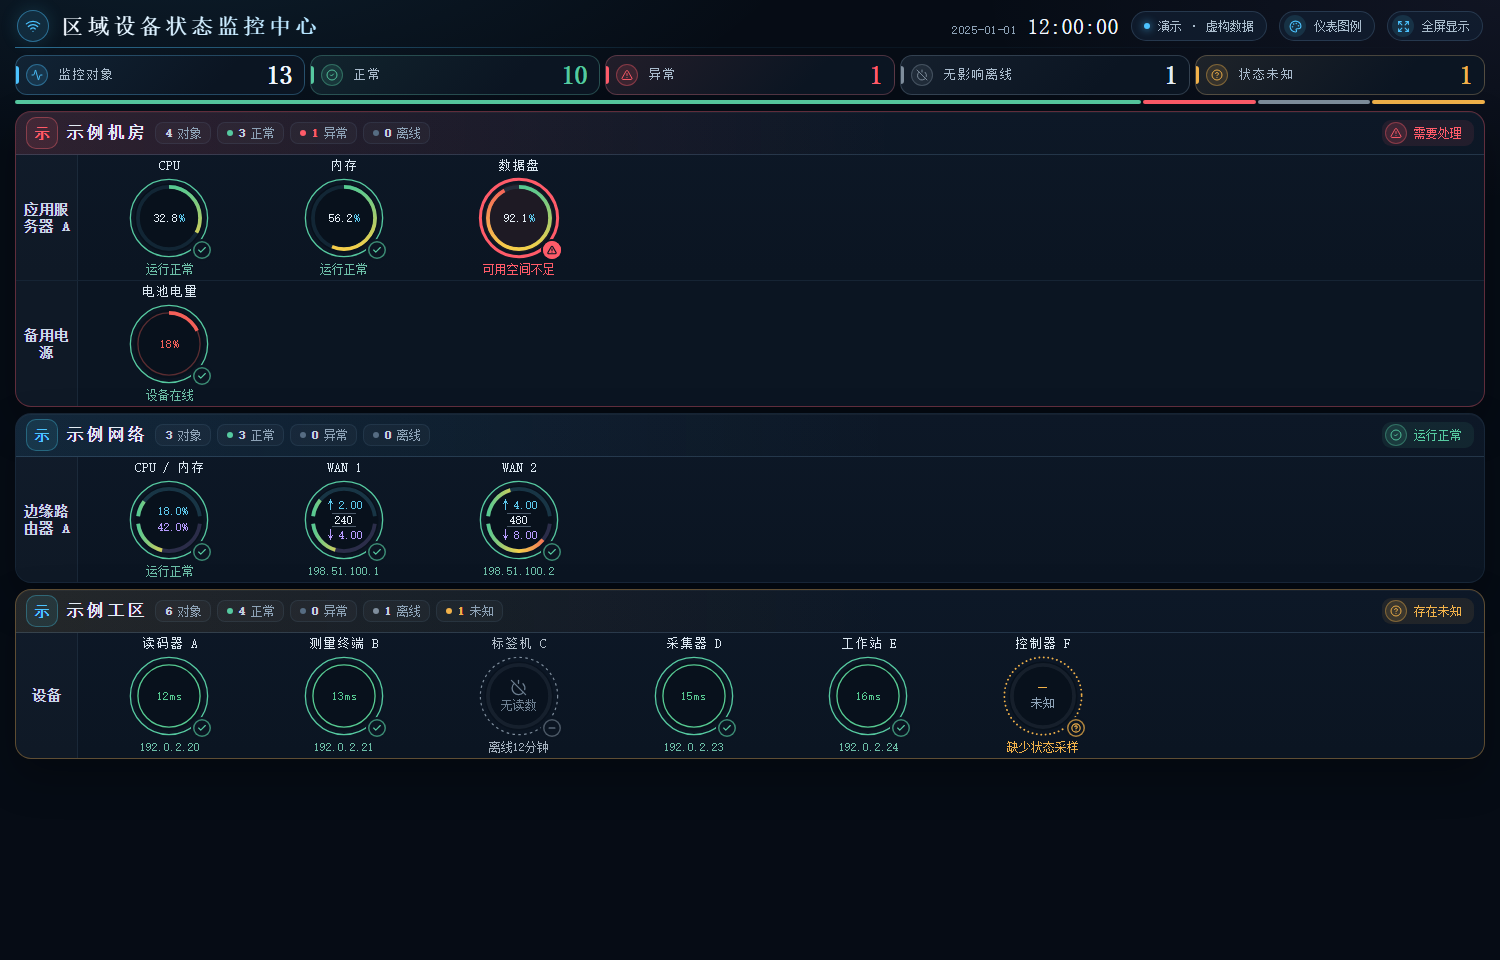 区域设备状态监控中心
2025-01-01 12:00:00 演示 · 虚构数据 仪表图例 全屏显示
监控对象 13 正常 10 异常 1 无影响离线 1 状态未知 1
示 示例机房 4 对象 3 正常 1 异常 0 离线 需要处理
应用服务器 A
CPU 内存 数据盘
32.8% 56.2% 92.1%
运行正常 运行正常 可用空间不足
备用电源
电池电量
18%
设备在线
示 示例网络 3 对象 3 正常 0 异常 0 离线 运行正常
边缘路由器 A
CPU / 内存 WAN 1 WAN 2
18.0% ↑ 2.00 ↑ 4.00
240 480
42.0% ↓ 4.00 ↓ 8.00
运行正常 198.51.100.1 198.51.100.2
示 示例工区 6 对象 4 正常 0 异常 1 离线 1 未知 存在未知
设备
读码器 A 测量终端 B 标签机 C 采集器 D 工作站 E 控制器 F
12ms 13ms 无读数 15ms 16ms — 未知
192.0.2.20 192.0.2.21 离线12分钟 192.0.2.23 192.0.2.24 缺少状态采样